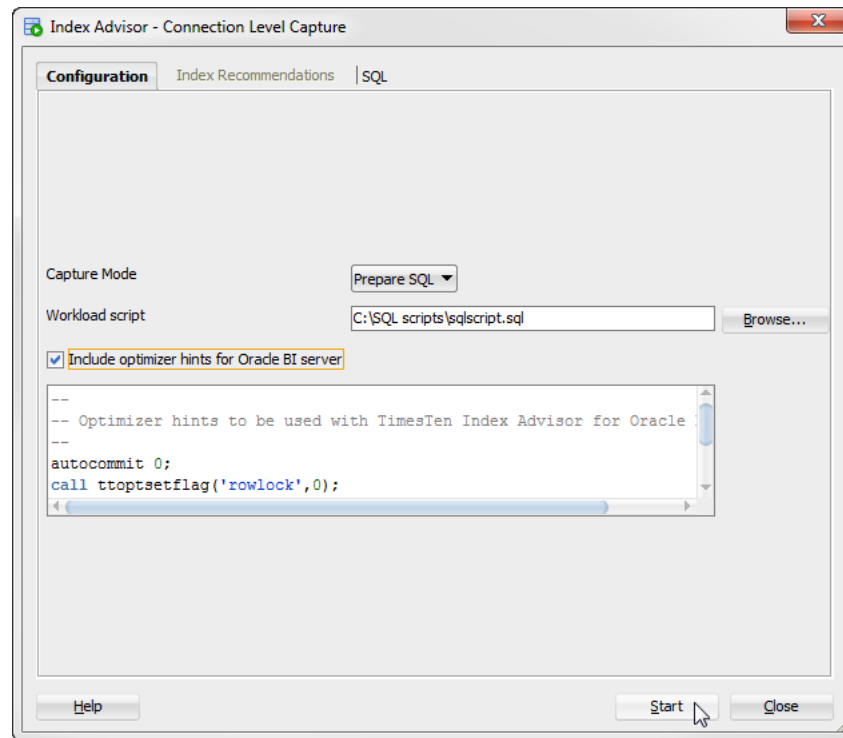 Index Advisor - Connection Level Capture
Configuration Index Recommendations SQL
Capture Mode Prepare SQL
Workload script C:\SQL scripts\sqlscript.sql Browse...
Include optimizer hints for Oracle BI server
--
-- Optimizer hints to be used with TimesTen Index Advisor for Oracle
--
autocommit 0;
call ttoptsetflag('rowlock',0);
Help Start Close